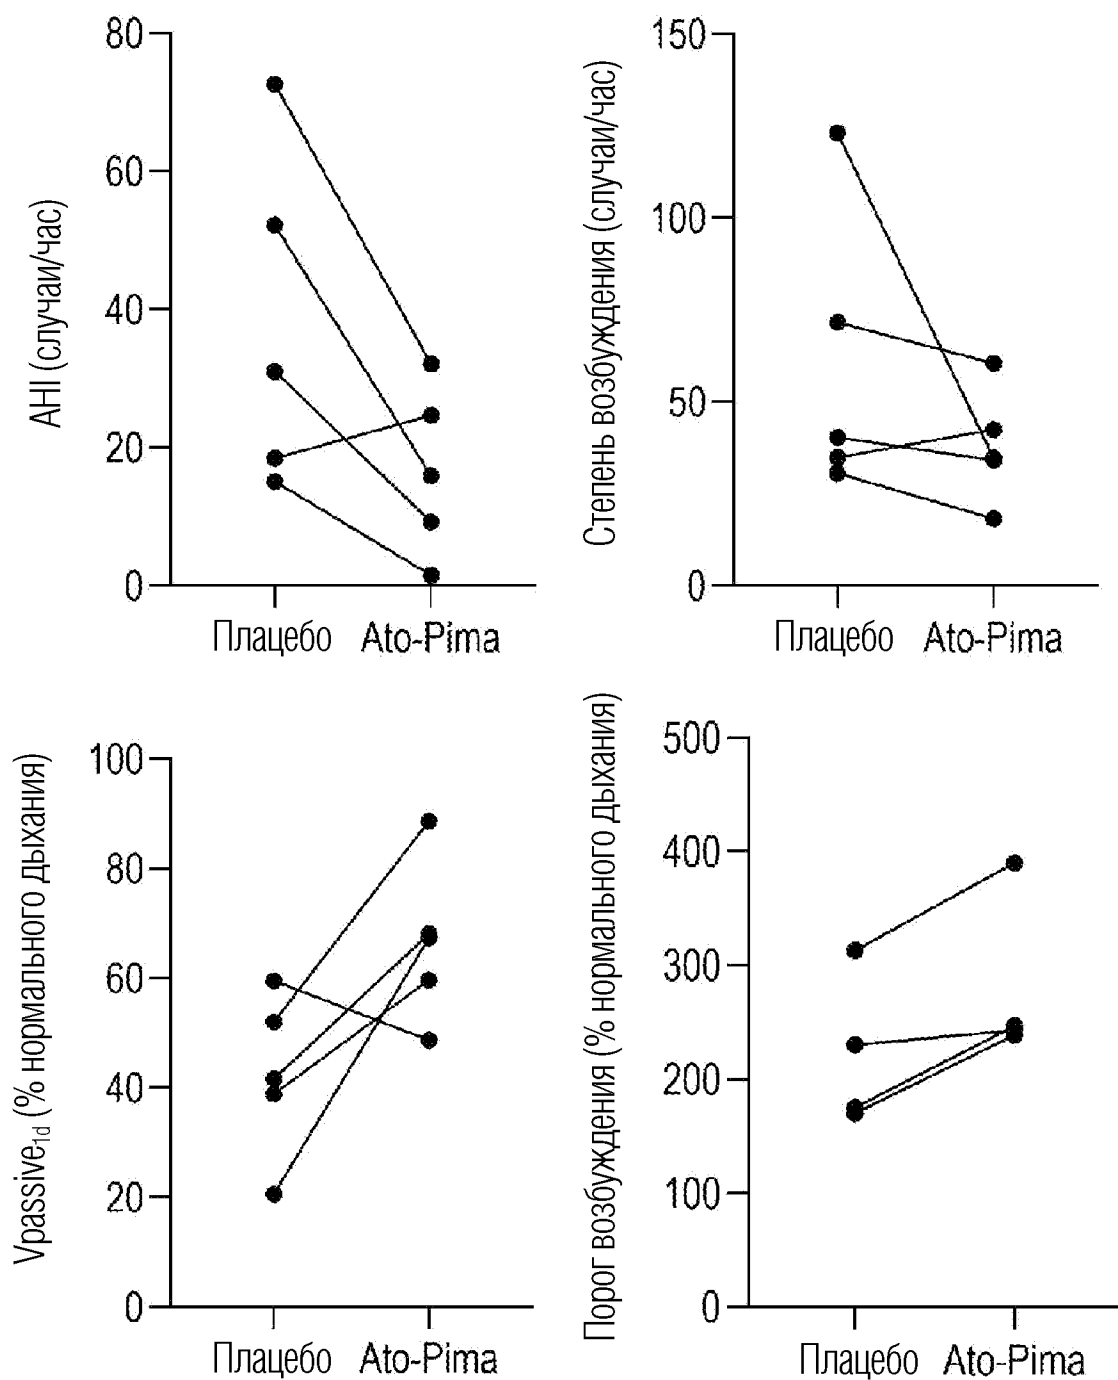 AHI (случаи/час)
80
60
40
20
0
Плацебо Ato-Pima
Степень возбуждения (случаи/час)
150
100
50
0
Плацебо Ato-Pima
Vpassive1d (% нормального дыхания)
100
80
60
40
20
0
Плацебо Ato-Pima
Порог возбуждения (% нормального дыхания)
500
400
300
200
100
0
Плацебо Ato-Pima